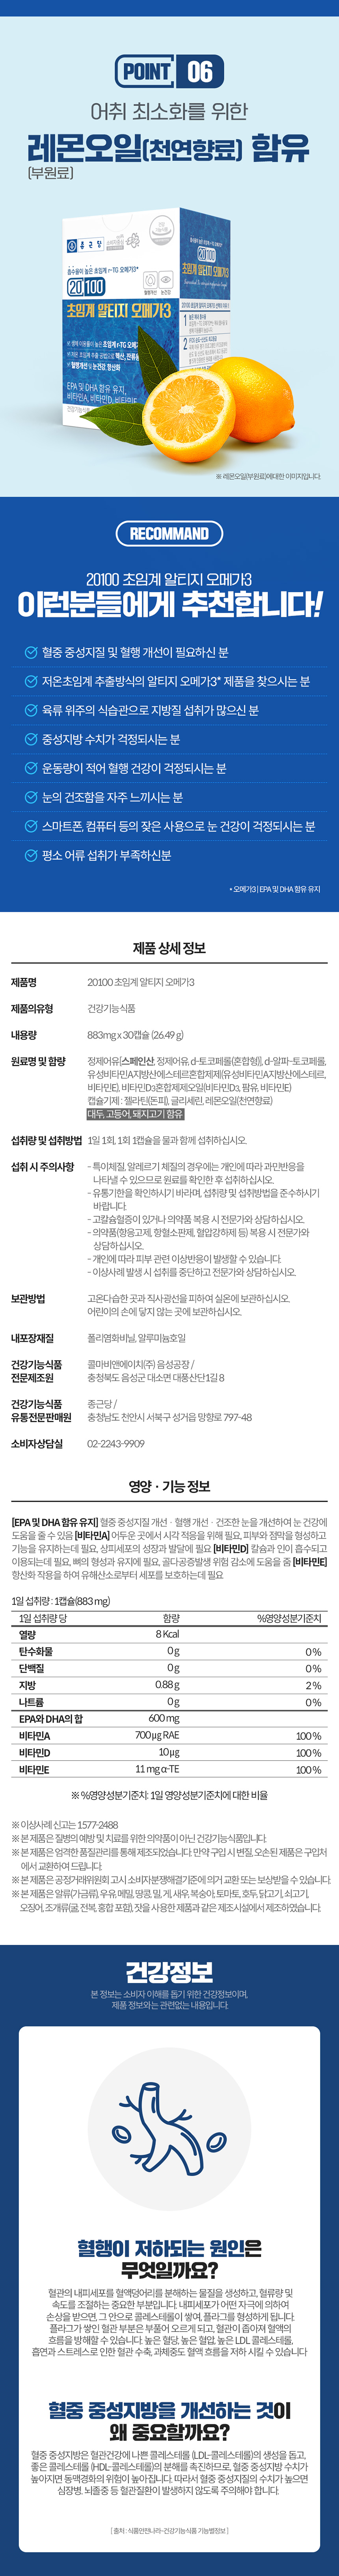 POINT 06
어취 최소화를 위한
레몬오일(천연향료) 함유
(부원료)
종근당
흡수율이 높은 초임계 rTG 오메가3*
20100
초임계 알티지 오메가3
혈행개선 및 눈건강, 항산화
EPA 및 DHA 함유 유지,
비타민A, 비타민D, 비타민E
※ 레몬오일(부원료)에대한 이미지입니다.
RECOMMAND
20100 초임계 알티지 오메가3
이런분들에게 추천합니다!
혈중 중성지질 및 혈행 개선이 필요하신 분
저온초임계 추출방식의 알티지 오메가3* 제품을 찾으시는 분
육류 위주의 식습관으로 지방질 섭취가 많으신 분
중성지방 수치가 걱정되시는 분
운동량이 적어 혈행 건강이 걱정되시는 분
눈의 건조함을 자주 느끼시는 분
스마트폰, 컴퓨터 등의 잦은 사용으로 눈 건강이 걱정되시는 분
평소 어류 섭취가 부족하신분
* 오메가3 | EPA 및 DHA 함유 유지
제품 상세 정보
제품명 20100 초임계 알티지 오메가3
제품의유형 건강기능식품
내용량 883mg x 30캡슐 (26.49 g)
원료명 및 함량 정제어유[스페인산, 정제어유, d-토코페롤(혼합형)], d-알파-토코페롤,
유성비타민A지방산에스테르혼합제제(유성비타민A지방산에스테르,
비타민E), 비타민D3혼합제제오일(비타민D3, 팜유, 비타민E)
캡슐기제 : 젤라틴(돈피), 글리세린, 레몬오일(천연향료)
대두, 고등어, 돼지고기 함유
섭취량 및 섭취방법 1일 1회, 1회 1캡슐을 물과 함께 섭취하십시오.
섭취 시 주의사항 - 특이체질, 알레르기 체질의 경우에는 개인에 따라 과민반응을
나타낼 수 있으므로 원료를 확인한 후 섭취하십시오.
- 유통기한을 확인하시기 바라며, 섭취량 및 섭취방법을 준수하시기
바랍니다.
- 고칼슘혈증이 있거나 의약품 복용 시 전문가와 상담하십시오.
- 의약품(항응고제, 항혈소판제, 혈압강하제 등) 복용 시 전문가와
상담하십시오.
- 개인에 따라 피부 관련 이상반응이 발생할 수 있습니다.
- 이상사례 발생 시 섭취를 중단하고 전문가와 상담하십시오.
보관방법 고온다습한 곳과 직사광선을 피하여 실온에 보관하십시오.
어린이의 손에 닿지 않는 곳에 보관하십시오.
내포장재질 폴리염화비닐, 알루미늄호일
건강기능식품 콜마비앤에이치(주) 음성공장 /
전문제조원 충청북도 음성군 대소면 대풍산단1길 8
건강기능식품 종근당 /
유통전문판매원 충청남도 천안시 서북구 성거읍 망향로 797-48
소비자상담실 02-2243-9909
영양 · 기능 정보
[EPA 및 DHA 함유 유지] 혈중 중성지질 개선 · 혈행 개선 · 건조한 눈을 개선하여 눈 건강에
도움을 줄 수 있음 [비타민A] 어두운 곳에서 시각 적응을 위해 필요, 피부와 점막을 형성하고
기능을 유지하는데 필요, 상피세포의 성장과 발달에 필요 [비타민D] 칼슘과 인이 흡수되고
이용되는데 필요, 뼈의 형성과 유지에 필요, 골다공증발생 위험 감소에 도움을 줌 [비타민E]
항산화 작용을 하여 유해산소로부터 세포를 보호하는데 필요
1일 섭취량 : 1캡슐(883 mg)
1일 섭취량 당 함량 %영양성분기준치
열량 8 Kcal
탄수화물 0 g 0 %
단백질 0 g 0 %
지방 0.88 g 2 %
나트륨 0 g 0 %
EPA와 DHA의 합 600 mg
비타민A 700 μg RAE 100 %
비타민D 10 μg 100 %
비타민E 11 mg α-TE 100 %
※ %영양성분기준치: 1일 영양성분기준치에 대한 비율
※ 이상사례 신고는 1577-2488
※ 본 제품은 질병의 예방 및 치료를 위한 의약품이 아닌 건강기능식품입니다.
※ 본 제품은 엄격한 품질관리를 통해 제조되었습니다. 만약 구입 시 변질, 오손된 제품은 구입처
에서 교환하여 드립니다.
※ 본 제품은 공정거래위원회 고시 소비자분쟁해결기준에 의거 교환 또는 보상받을 수 있습니다.
※ 본 제품은 알류(가금류), 우유, 메밀, 땅콩, 밀, 게, 새우, 복숭아, 토마토, 호두, 닭고기, 쇠고기,
오징어, 조개류(굴, 전복, 홍합 포함), 잣을 사용한 제품과 같은 제조시설에서 제조하였습니다.
건강정보
본 정보는 소비자 이해를 돕기 위한 건강정보이며,
제품 정보와는 관련없는 내용입니다.
혈행이 저하되는 원인은
무엇일까요?
혈관의 내피세포를 혈액덩어리를 분해하는 물질을 생성하고, 혈류량 및
속도를 조절하는 중요한 부분입니다. 내피세포가 어떤 자극에 의하여
손상을 받으면, 그 안으로 콜레스테롤이 쌓여, 플라그를 형성하게 됩니다.
플라그가 쌓인 혈관 부분은 부풀어 오르게 되고, 혈관이 좁아져 혈액의
흐름을 방해할 수 있습니다. 높은 혈당, 높은 혈압, 높은 LDL 콜레스테롤,
흡연과 스트레스로 인한 혈관 수축, 과체중도 혈액 흐름을 저하 시킬 수 있습니다
혈중 중성지방을 개선하는 것이
왜 중요할까요?
혈중 중성지방은 혈관건강에 나쁜 콜레스테롤 (LDL-콜레스테롤)의 생성을 돕고,
좋은 콜레스테롤 (HDL-콜레스테롤)의 분해를 촉진하므로, 혈중 중성지방 수치가
높아지면 동맥경화의 위험이 높아집니다. 따라서 혈중 중성지질의 수치가 높으면
심장병, 뇌졸중 등 혈관질환이 발생하지 않도록 주의해야 합니다.
[ 출처 : 식품안전나라-건강기능식품 기능별정보 ]